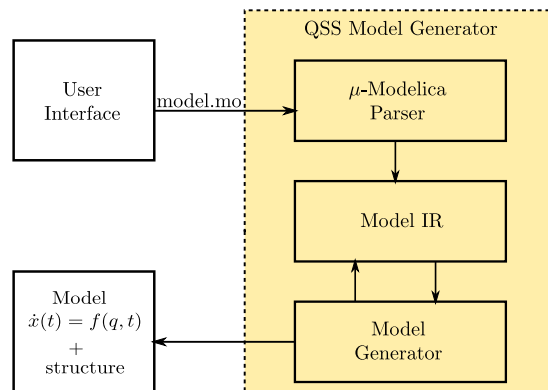 QSS Model Generator
User
Interface
model.mo
μ-Modelica
Parser
Model IR
Model
Generator
Model
ẋ(t) = f(q, t)
+
structure